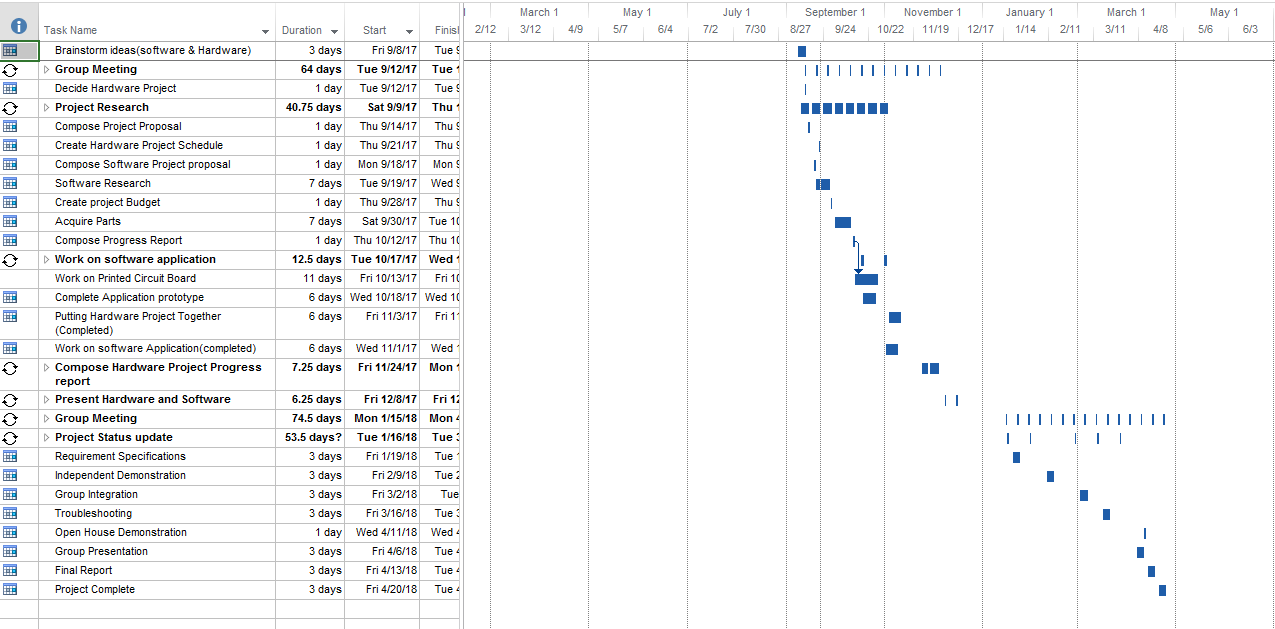 March 1 May 1 July 1 September 1 November 1 January 1 March 1 May 1
Task Name Duration Start Finisl 2/12 3/12 4/9 5/7 6/4 7/2 7/30 8/27 9/24 10/22 11/19 12/17 1/14 2/11 3/11 4/8 5/6 6/3
Brainstorm ideas(software & Hardware) 3 days Fri 9/8/17 Tue 9
Group Meeting 64 days Tue 9/12/17 Tue 1
Decide Hardware Project 1 day Tue 9/12/17 Tue 9
Project Research 40.75 days Sat 9/9/17 Thu 1
Compose Project Proposal 1 day Thu 9/14/17 Thu 9
Create Hardware Project Schedule 1 day Thu 9/21/17 Thu 9
Compose Software Project proposal 1 day Mon 9/18/17 Mon 9
Software Research 7 days Tue 9/19/17 Wed 9
Create project Budget 1 day Thu 9/28/17 Thu 9
Acquire Parts 7 days Sat 9/30/17 Tue 10
Compose Progress Report 1 day Thu 10/12/17 Thu 10
Work on software application 12.5 days Tue 10/17/17 Wed 1
Work on Printed Circuit Board 11 days Fri 10/13/17 Fri 10
Complete Application prototype 6 days Wed 10/18/17 Wed 10
Putting Hardware Project Together 6 days Fri 11/3/17 Fri 11
(Completed)
Work on software Application(completed) 6 days Wed 11/1/17 Wed 1
Compose Hardware Project Progress 7.25 days Fri 11/24/17 Mon 1
report
Present Hardware and Software 6.25 days Fri 12/8/17 Fri 12
Group Meeting 74.5 days Mon 1/15/18 Mon 4
Project Status update 53.5 days? Tue 1/16/18 Tue 3
Requirement Specifications 3 days Fri 1/19/18 Tue 1
Independent Demonstration 3 days Fri 2/9/18 Tue 2
Group Integration 3 days Fri 3/2/18 Tue
Troubleshooting 3 days Fri 3/16/18 Tue 3
Open House Demonstration 1 day Wed 4/11/18 Wed 4
Group Presentation 3 days Fri 4/6/18 Tue 4
Final Report 3 days Fri 4/13/18 Tue 4
Project Complete 3 days Fri 4/20/18 Tue 4